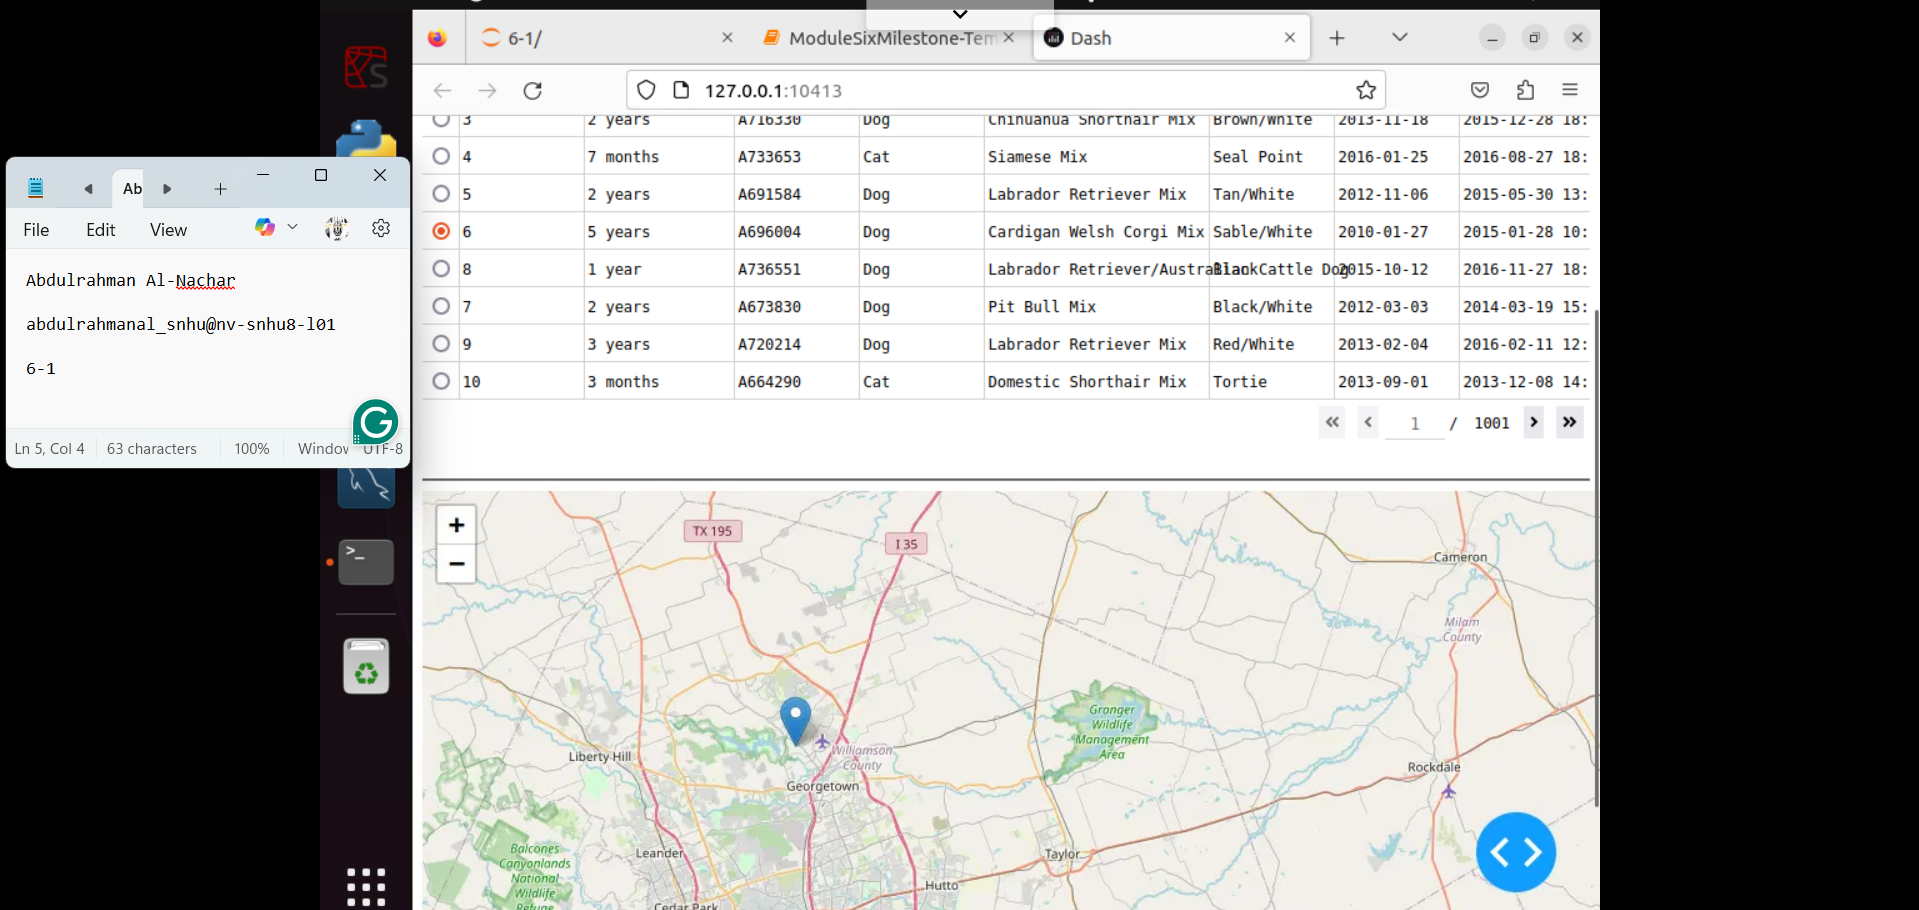 6-1/
ModuleSixMilestone-Tem
Dash
127.0.0.1:10413
3 2 years A716330 Dog Chihuahua Shorthair Mix Brown/White 2013-11-18 2015-12-28 18:
4 7 months A733653 Cat Siamese Mix Seal Point 2016-01-25 2016-08-27 18:
5 2 years A691584 Dog Labrador Retriever Mix Tan/White 2012-11-06 2015-05-30 13:
6 5 years A696004 Dog Cardigan Welsh Corgi Mix Sable/White 2010-01-27 2015-01-28 10:
8 1 year A736551 Dog Labrador Retriever/Australian Cattle Dog Black 2015-10-12 2016-11-27 18:
7 2 years A673830 Dog Pit Bull Mix Black/White 2012-03-03 2014-03-19 15:
9 3 years A720214 Dog Labrador Retriever Mix Red/White 2013-02-04 2016-02-11 12:
10 3 months A664290 Cat Domestic Shorthair Mix Tortie 2013-09-01 2013-12-08 14:
« ‹ 1 / 1001 › »
Ab
File Edit View
Abdulrahman Al-Nachar
abdulrahmanal_snhu@nv-snhu8-l01
6-1
Ln 5, Col 4 63 characters 100% Window UTF-8
+
−
TX 195
I 35
Cameron
Milam
County
Granger
Wildlife
Management
Area
Williamson
County
Liberty Hill
Georgetown
Rockdale
Balcones
Canyonlands
National
Wildlife
Refuge
Leander
Taylor
Hutto
Cedar Park